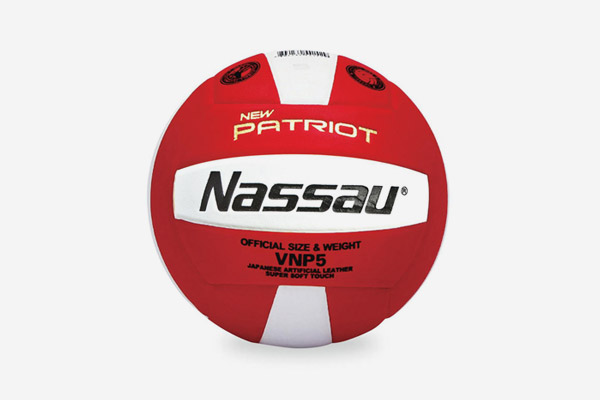 NEW
PATRIOT
Nassau®
OFFICIAL SIZE & WEIGHT
VNP5
JAPANESE ARTIFICIAL LEATHER
SUPER SOFT TOUCH